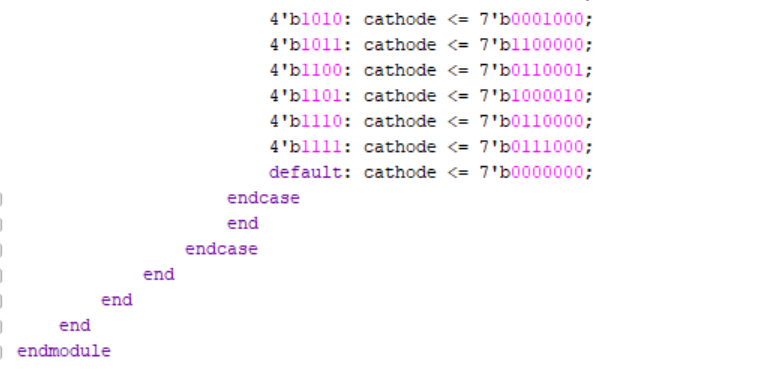 4'b1010: cathode <= 7'b0001000;
4'b1011: cathode <= 7'b1100000;
4'b1100: cathode <= 7'b0110001;
4'b1101: cathode <= 7'b1000010;
4'b1110: cathode <= 7'b0110000;
4'b1111: cathode <= 7'b0111000;
default: cathode <= 7'b0000000;
endcase
end
endcase
end
end
end
endmodule